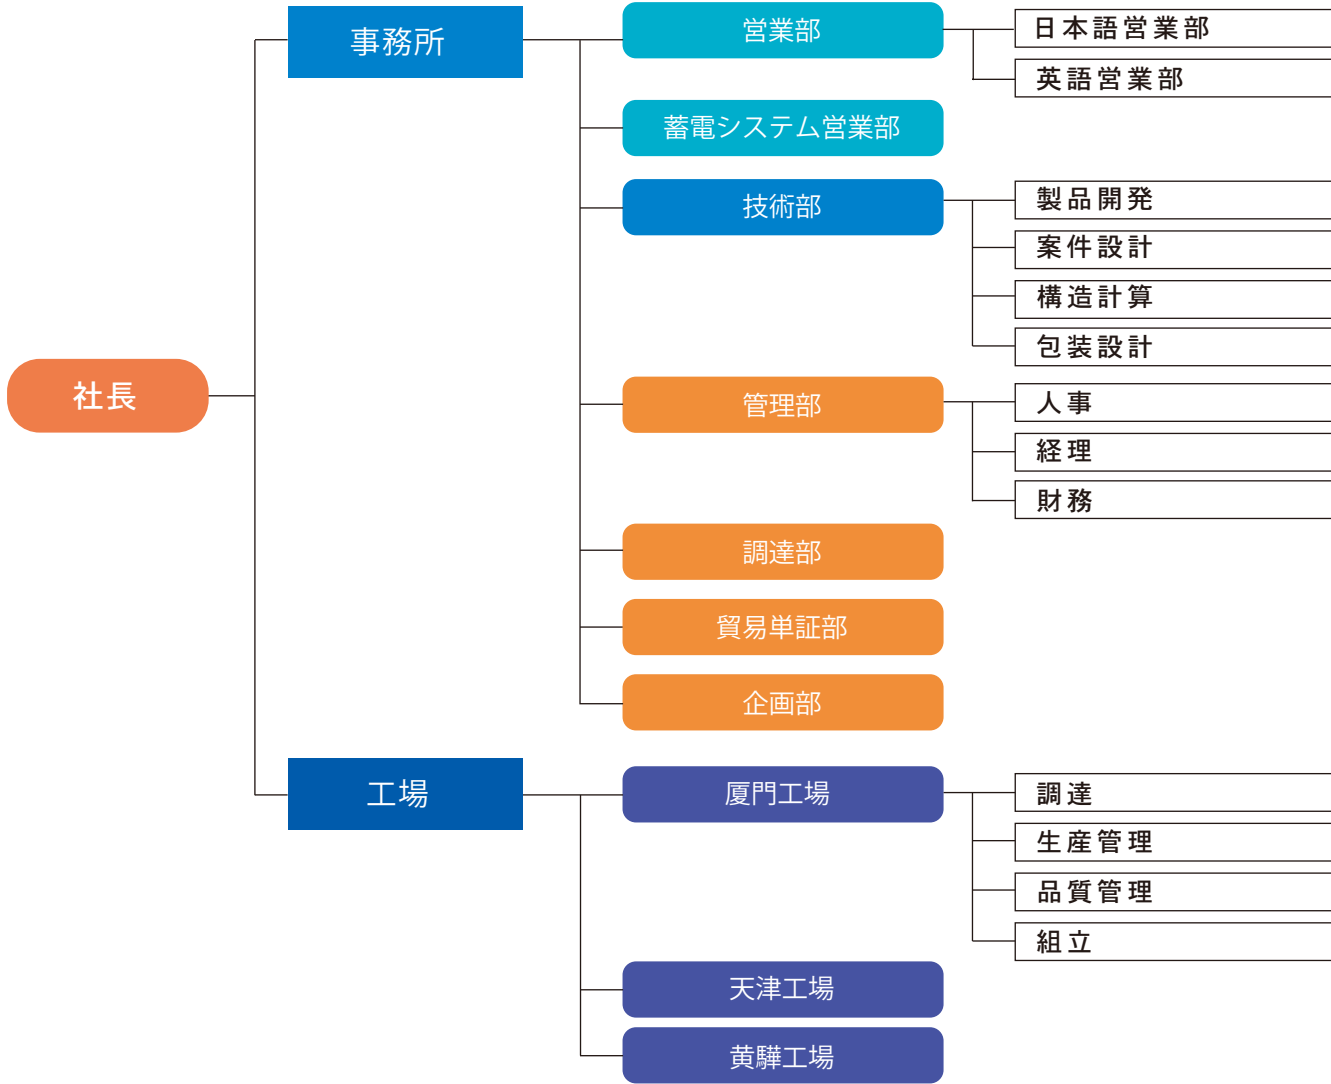 社長
事務所
営業部
日本語営業部
英語営業部
蓄電システム営業部
技術部
製品開発
案件設計
構造計算
包装設計
管理部
人事
経理
財務
調達部
貿易単証部
企画部
工場
厦門工場
調達
生産管理
品質管理
組立
天津工場
黄驊工場